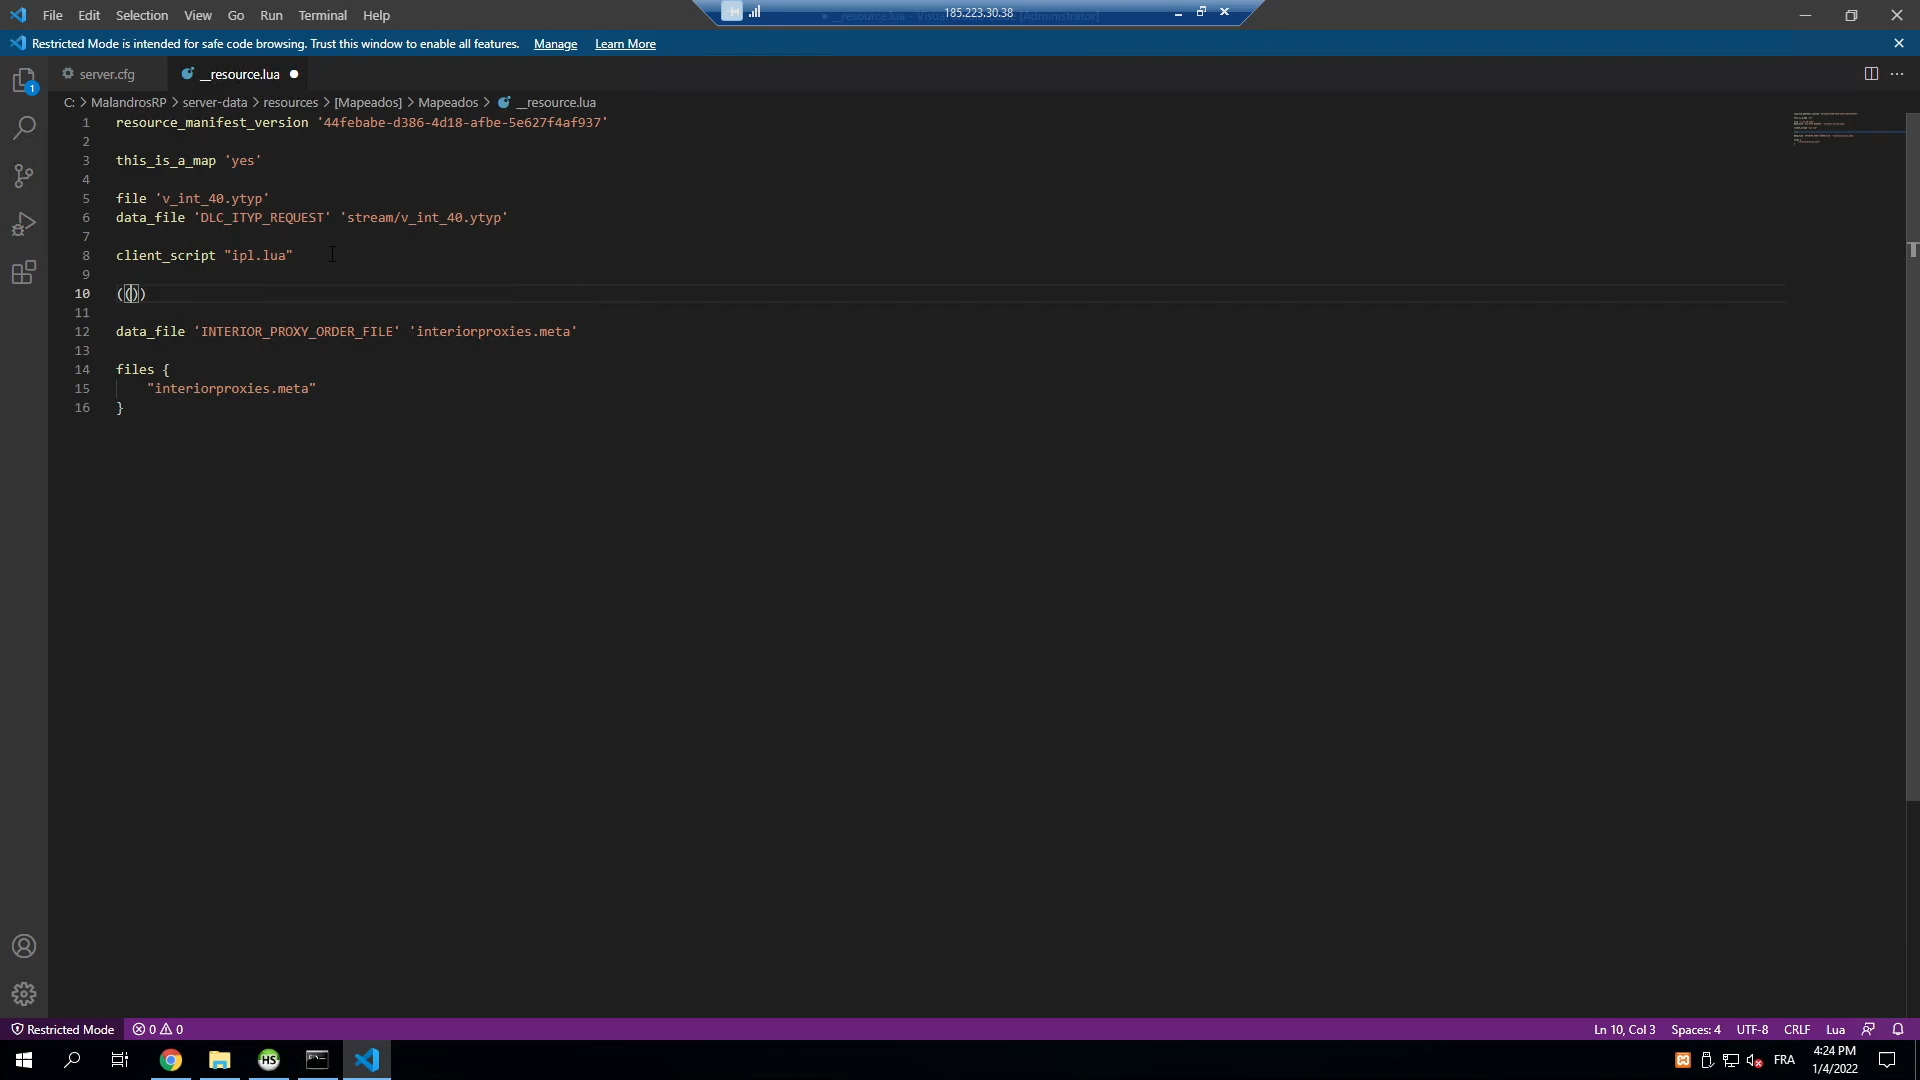 File Edit Selection View Go Run Terminal Help
185.223.30.38
Restricted Mode is intended for safe code browsing. Trust this window to enable all features. Manage Learn More
1
server.cfg __resource.lua
C: > MalandrosRP > server-data > resources > [Mapeados] > Mapeados > __resource.lua
1 resource_manifest_version '44febabe-d386-4d18-afbe-5e627f4af937'
2
3 this_is_a_map 'yes'
4
5 file 'v_int_40.ytyp'
6 data_file 'DLC_ITYP_REQUEST' 'stream/v_int_40.ytyp'
7
8 client_script "ipl.lua"
9
10 (())
11
12 data_file 'INTERIOR_PROXY_ORDER_FILE' 'interiorproxies.meta'
13
14 files {
15 "interiorproxies.meta"
16 }
Restricted Mode 0 0 Ln 10, Col 3 Spaces: 4 UTF-8 CRLF Lua
HS C:\ FRA 4:24 PM
1/4/2022